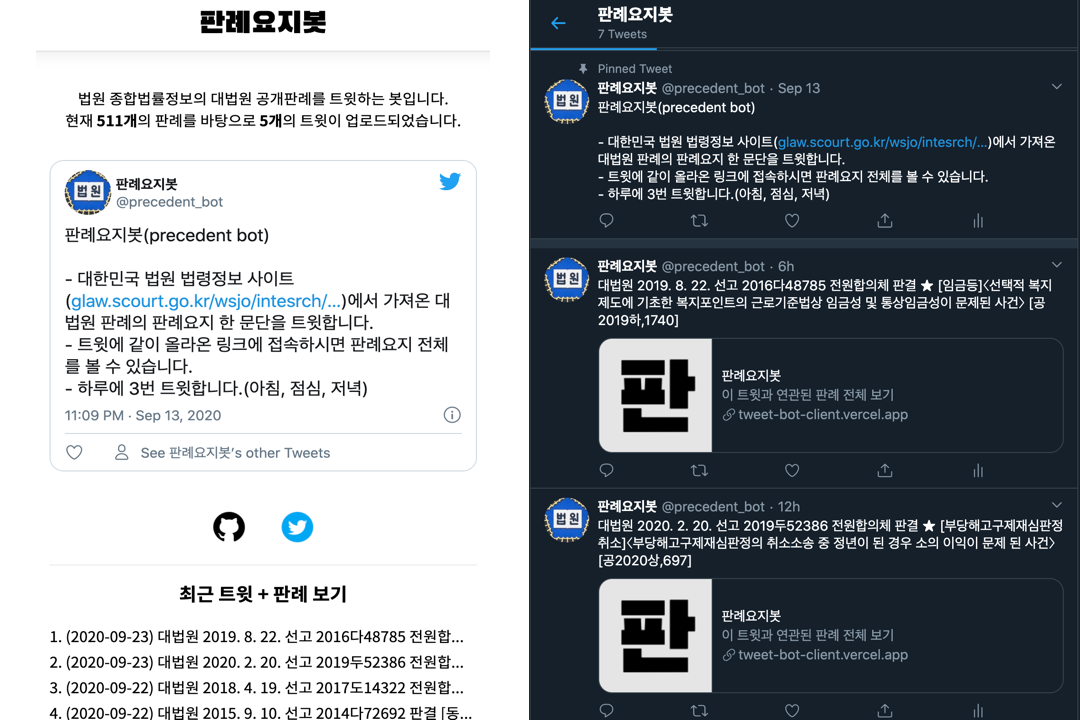 판례요지봇
법원 종합법률정보의 대법원 공개판례를 트윗하는 봇입니다.
현재 511개의 판례를 바탕으로 5개의 트윗이 업로드되었습니다.
법원
판례요지봇
@precedent_bot
판례요지봇(precedent bot)
- 대한민국 법원 법령정보 사이트
(glaw.scourt.go.kr/wsjo/intesrch/...)에서 가져온 대
법원 판례의 판례요지 한 문단을 트윗합니다.
- 트윗에 같이 올라온 링크에 접속하시면 판례요지 전체
를 볼 수 있습니다.
- 하루에 3번 트윗합니다.(아침, 점심, 저녁)
11:09 PM · Sep 13, 2020
See 판례요지봇's other Tweets
최근 트윗 + 판례 보기
1. (2020-09-23) 대법원 2019. 8. 22. 선고 2016다48785 전원합...
2. (2020-09-23) 대법원 2020. 2. 20. 선고 2019두52386 전원합...
3. (2020-09-22) 대법원 2018. 4. 19. 선고 2017도14322 전원합...
4. (2020-09-22) 대법원 2015. 9. 10. 선고 2014다72692 판결 [동...
판례요지봇
7 Tweets
Pinned Tweet
법원
판례요지봇 @precedent_bot · Sep 13
판례요지봇(precedent bot)
- 대한민국 법원 법령정보 사이트(glaw.scourt.go.kr/wsjo/intesrch/...)에서 가져온
대법원 판례의 판례요지 한 문단을 트윗합니다.
- 트윗에 같이 올라온 링크에 접속하시면 판례요지 전체를 볼 수 있습니다.
- 하루에 3번 트윗합니다.(아침, 점심, 저녁)
법원
판례요지봇 @precedent_bot · 6h
대법원 2019. 8. 22. 선고 2016다48785 전원합의체 판결 ★ [임금등]〈선택적 복지
제도에 기초한 복지포인트의 근로기준법상 임금성 및 통상임금성이 문제된 사건〉 [공
2019하,1740]
판
판례요지봇
이 트윗과 연관된 판례 전체 보기
tweet-bot-client.vercel.app
법원
판례요지봇 @precedent_bot · 12h
대법원 2020. 2. 20. 선고 2019두52386 전원합의체 판결 ★ [부당해고구제재심판정
취소]〈부당해고구제재심판정의 취소소송 중 정년이 된 경우 소의 이익이 문제 된 사건〉
[공2020상,697]
판
판례요지봇
이 트윗과 연관된 판례 전체 보기
tweet-bot-client.vercel.app